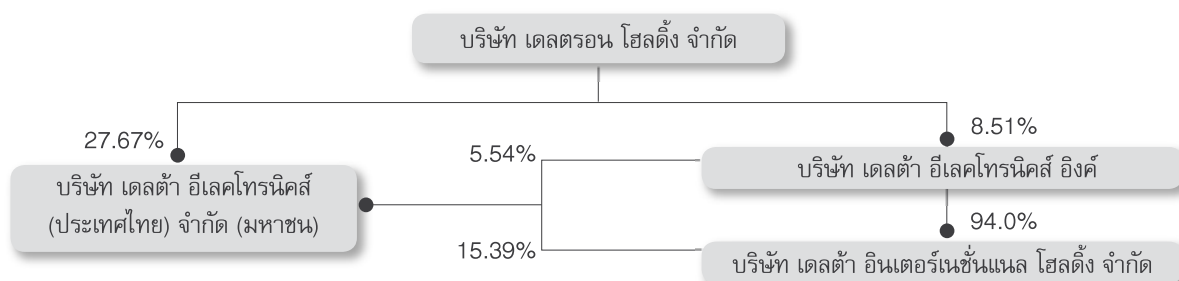 บริษัท เดลตรอน โฮลดิ้ง จำกัด
27.67%
8.51%
5.54%
บริษัท เดลต้า อีเลคโทรนิคส์ อิงค์
บริษัท เดลต้า อีเลคโทรนิคส์
(ประเทศไทย) จำกัด (มหาชน)
94.0%
15.39%
บริษัท เดลต้า อินเตอร์เนชั่นแนล โฮลดิ้ง จำกัด